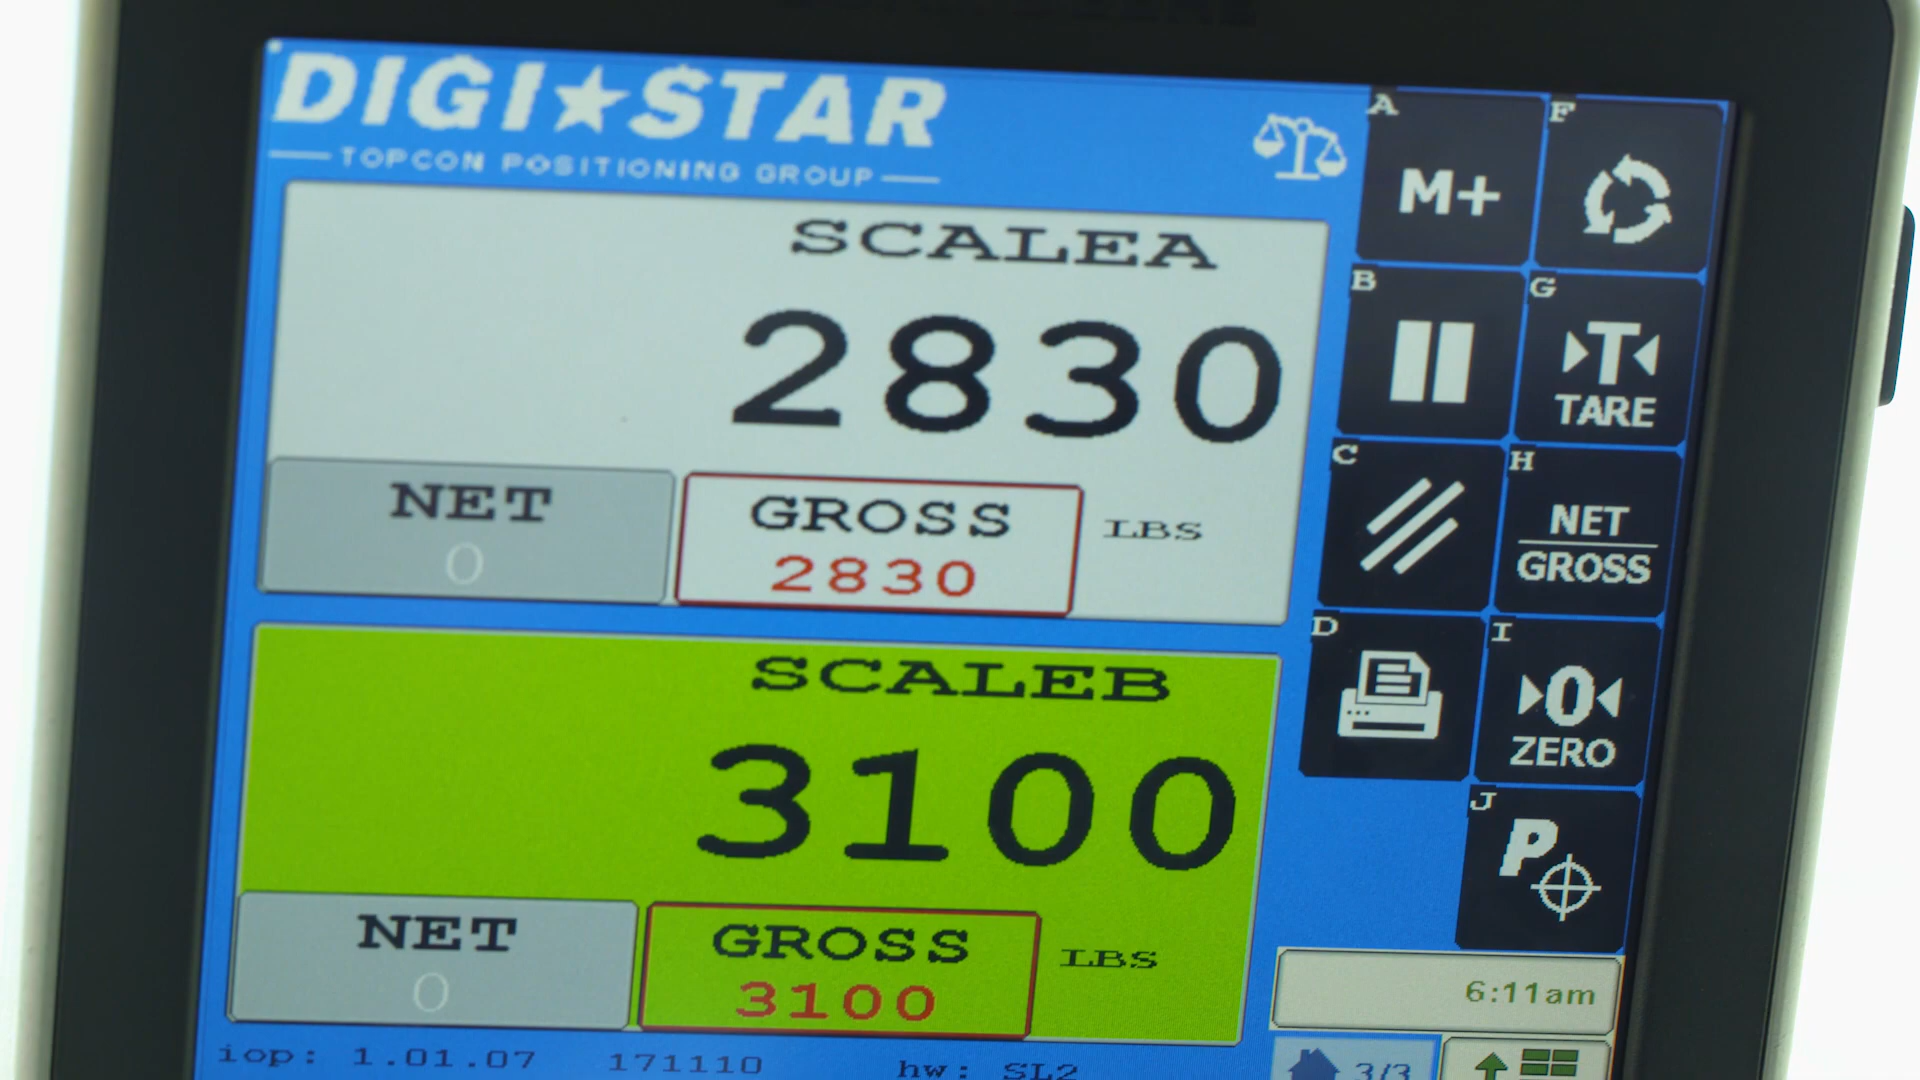 DIGI★STAR
TOPCON POSITIONING GROUP
SCALEA
2830
NET
0
GROSS
2830
LBS
SCALEB
3100
NET
0
GROSS
3100
LBS
iop: 1.01.07 171110 hw: SL2
A
M+
F
B
G
T
TARE
C
H
NET
GROSS
D
I
0
ZERO
J
P
6:11am
3/3